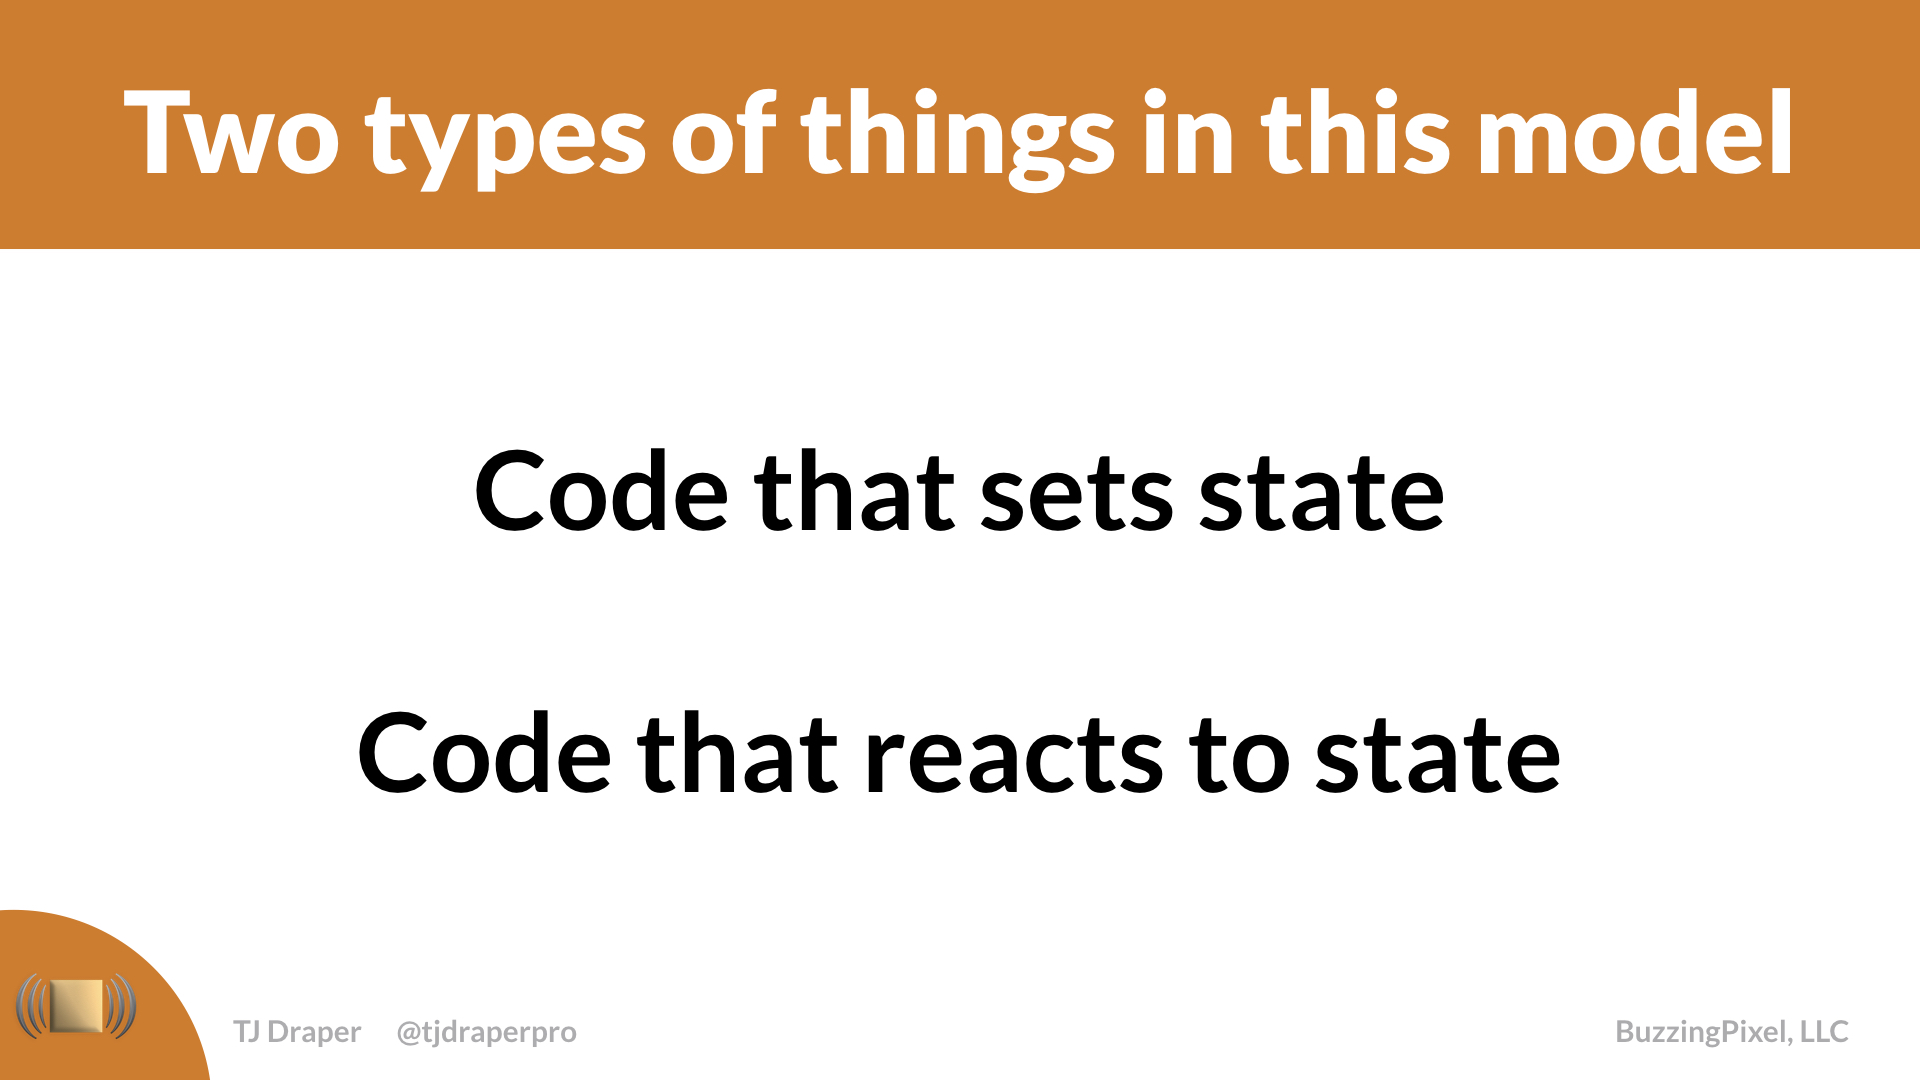 Two types of things in this model
Code that sets state
Code that reacts to state
TJ Draper @tjdraperpro BuzzingPixel, LLC